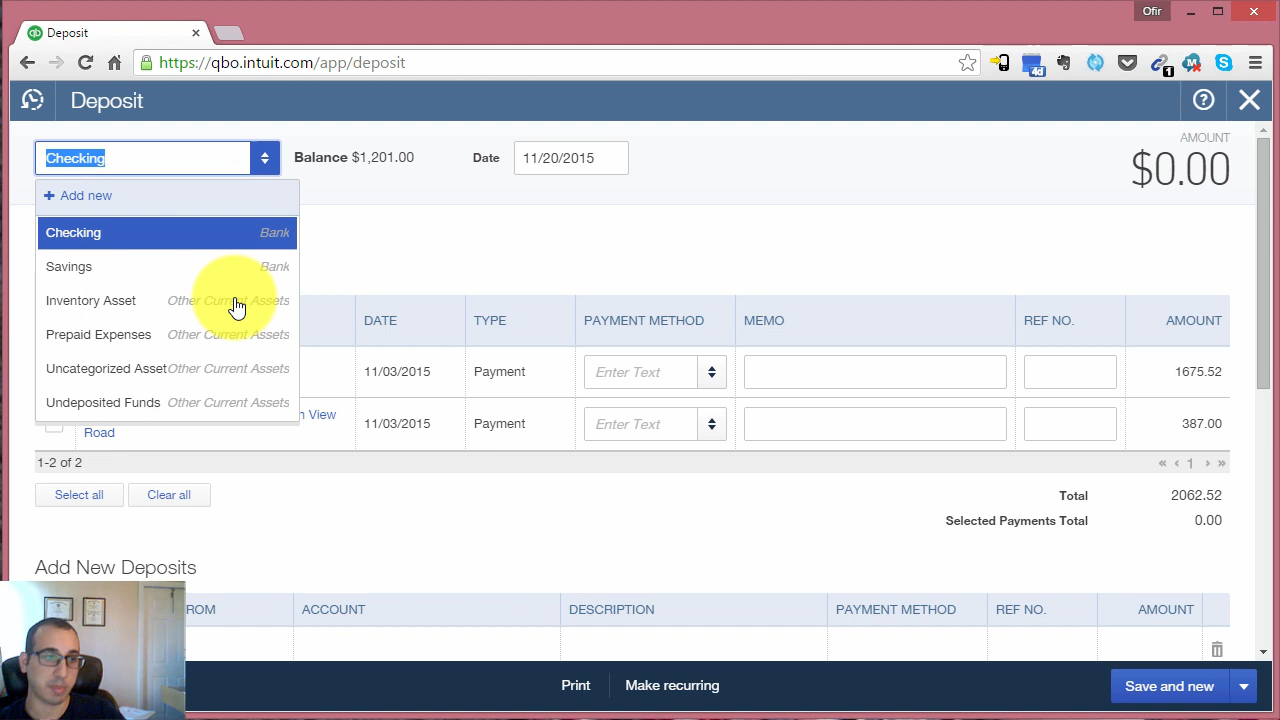 Ofir
Deposit
https://qbo.intuit.com/app/deposit
4d
1
Deposit
Checking
Balance $1,201.00
Date
11/20/2015
AMOUNT
$0.00
Add new
Checking Bank
Savings Bank
Inventory Asset Other Current Assets
Prepaid Expenses Other Current Assets
Uncategorized Asset Other Current Assets
Undeposited Funds Other Current Assets
DATE TYPE PAYMENT METHOD MEMO REF NO. AMOUNT
11/03/2015 Payment Enter Text 1675.52
View
Road
11/03/2015 Payment Enter Text 387.00
1-2 of 2
1
Select all Clear all
Total 2062.52
Selected Payments Total 0.00
Add New Deposits
ROM ACCOUNT DESCRIPTION PAYMENT METHOD REF NO. AMOUNT
Print Make recurring Save and new